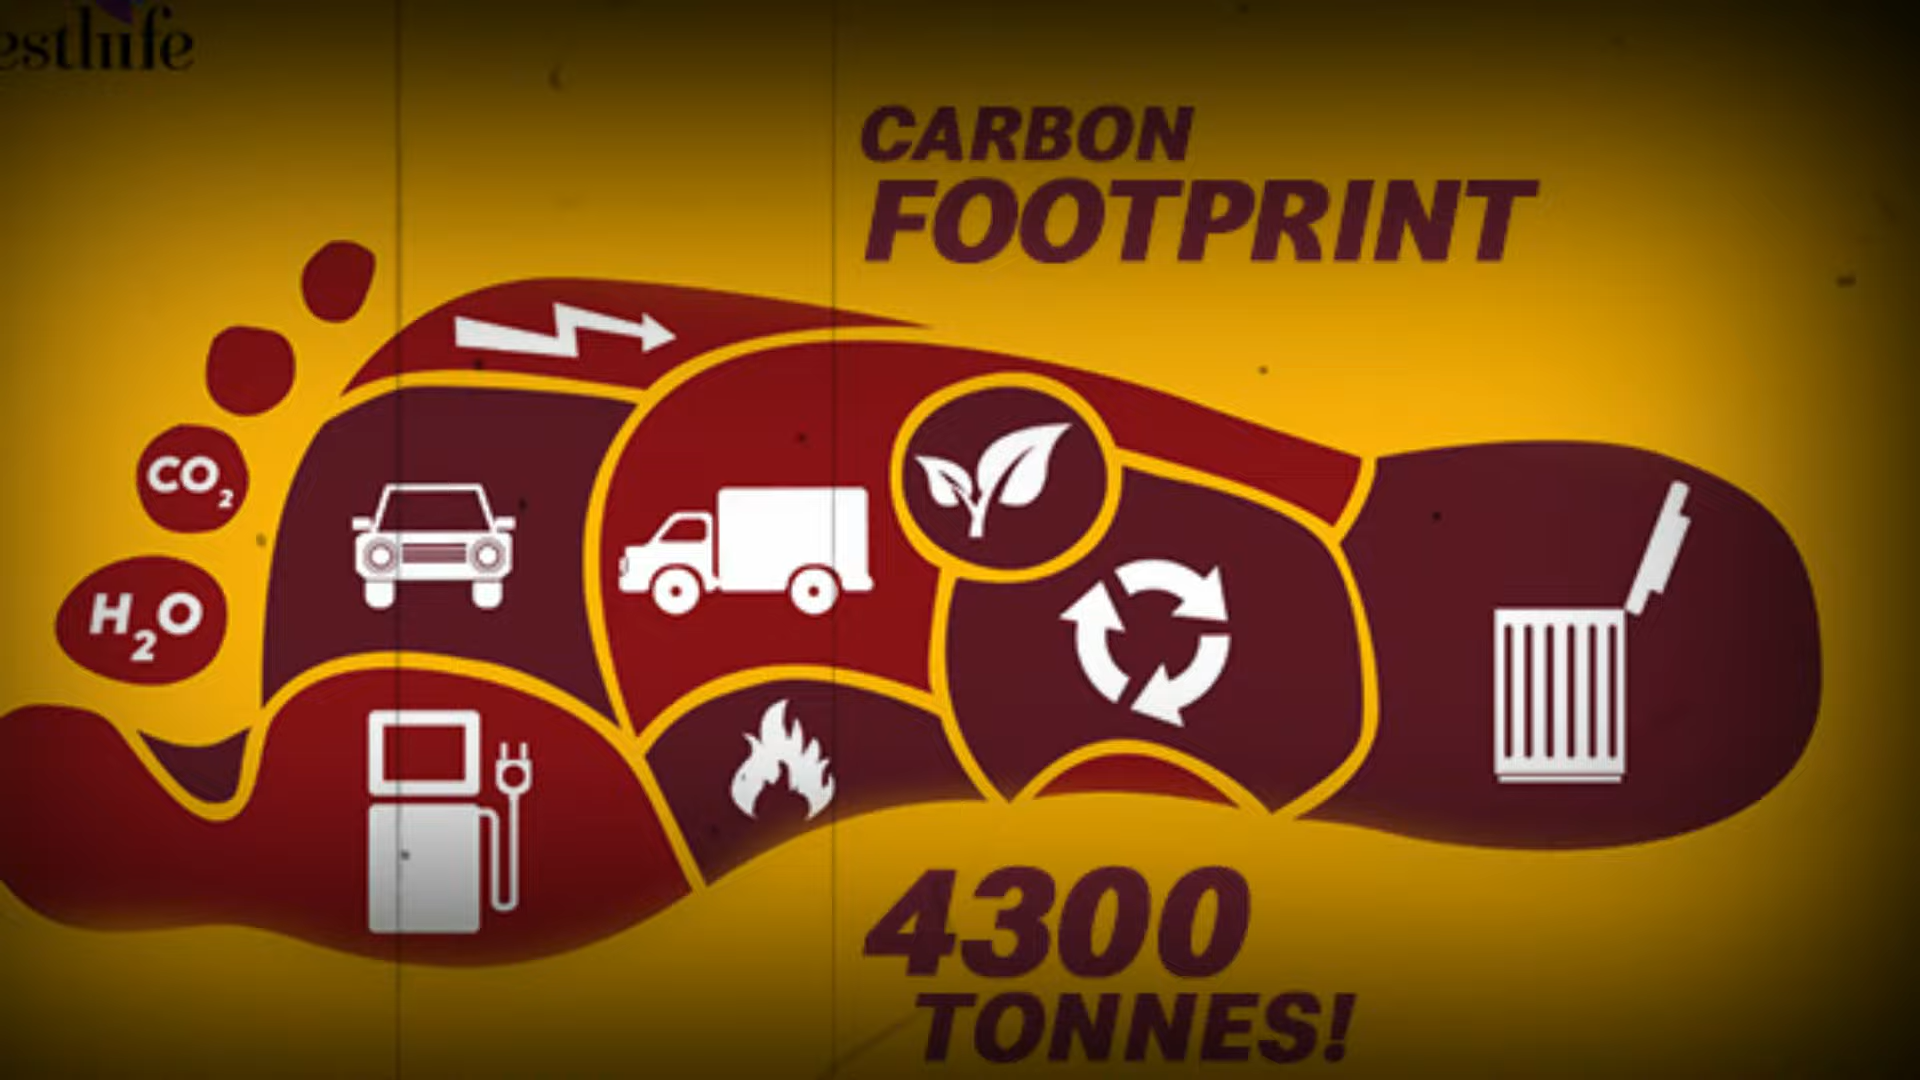 CARBON
FOOTPRINT
CO₂
H₂O
4300
TONNES!